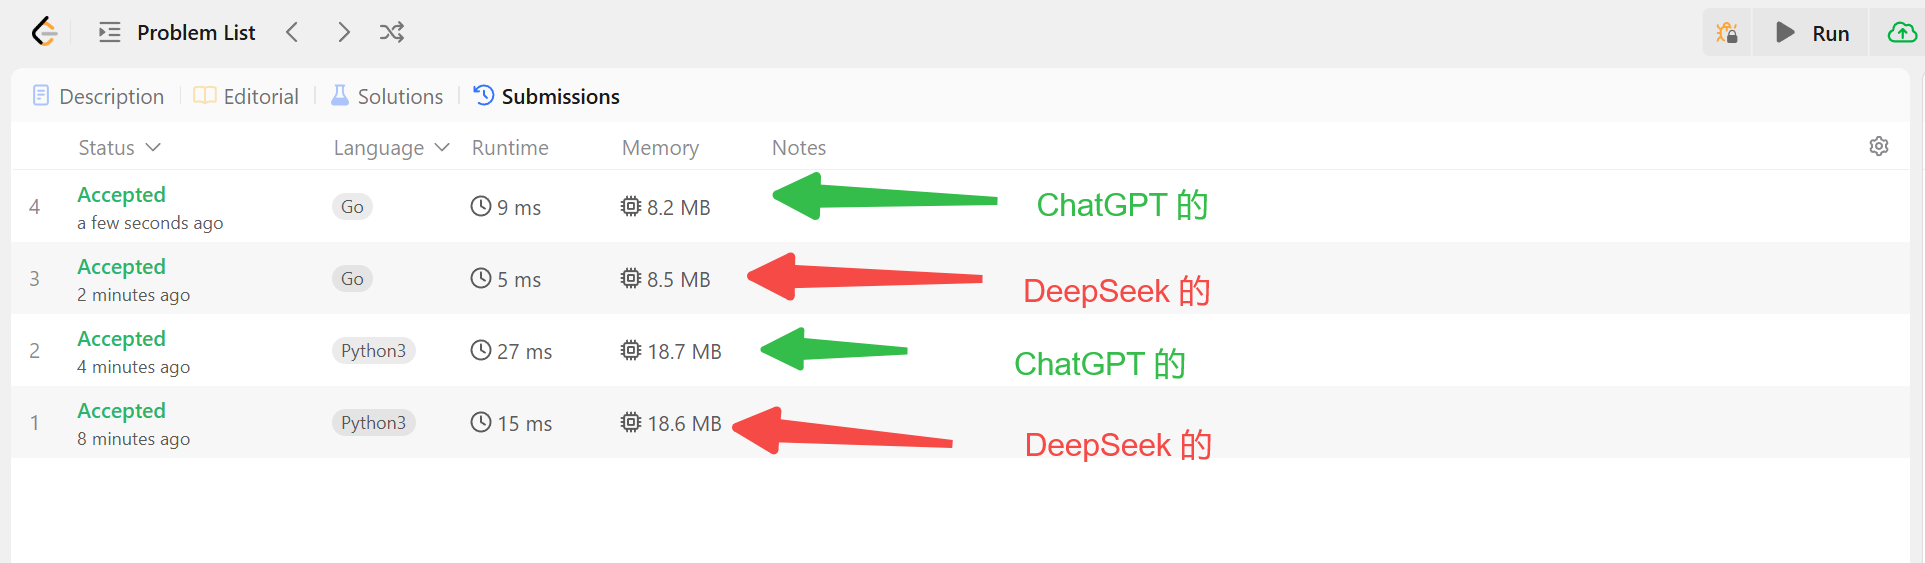 Problem List
Run
Description Editorial Solutions Submissions
Status Language Runtime Memory Notes
4 Accepted Go 9 ms 8.2 MB ChatGPT 的
a few seconds ago
3 Accepted Go 5 ms 8.5 MB DeepSeek 的
2 minutes ago
2 Accepted Python3 27 ms 18.7 MB ChatGPT 的
4 minutes ago
1 Accepted Python3 15 ms 18.6 MB DeepSeek 的
8 minutes ago